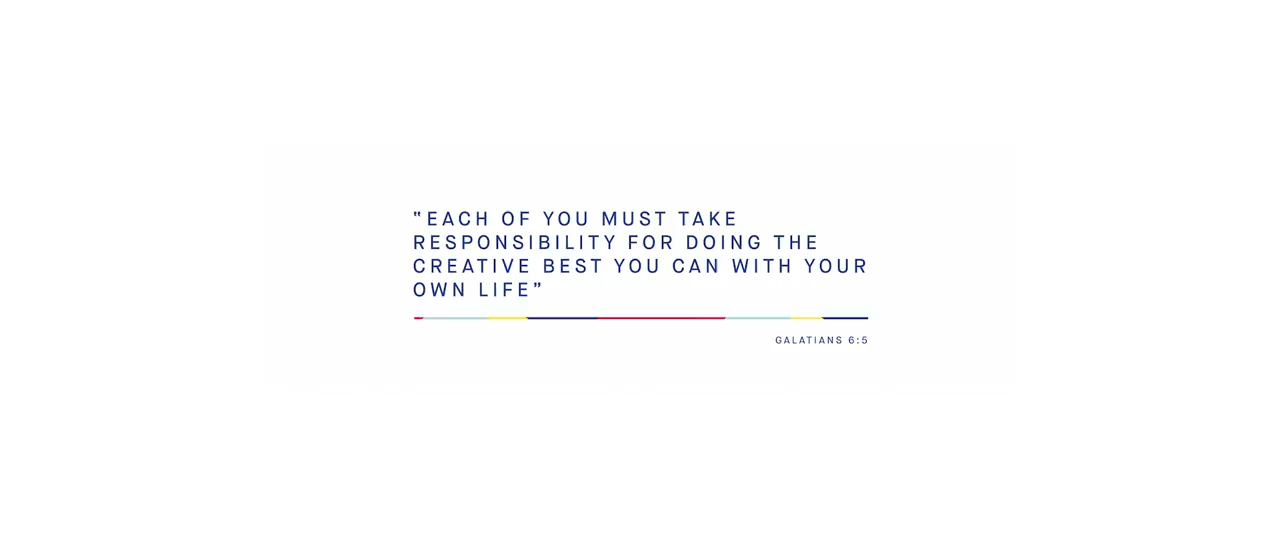 "EACH OF YOU MUST TAKE
RESPONSIBILITY FOR DOING THE
CREATIVE BEST YOU CAN WITH YOUR
OWN LIFE"
GALATIANS 6:5